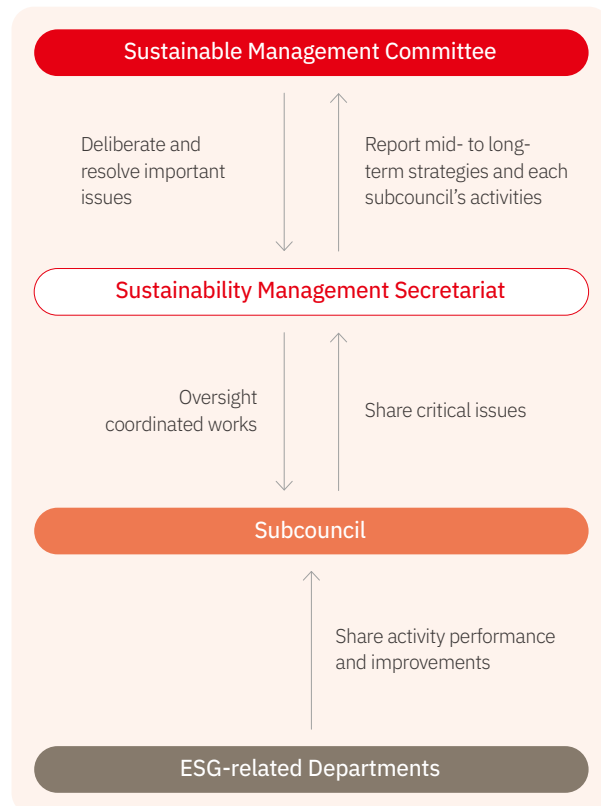 Sustainable Management Committee
Deliberate and
resolve important
issues
Report mid- to long-
term strategies and each
subcouncil's activities
Sustainability Management Secretariat
Oversight
coordinated works
Share critical issues
Subcouncil
Share activity performance
and improvements
ESG-related Departments